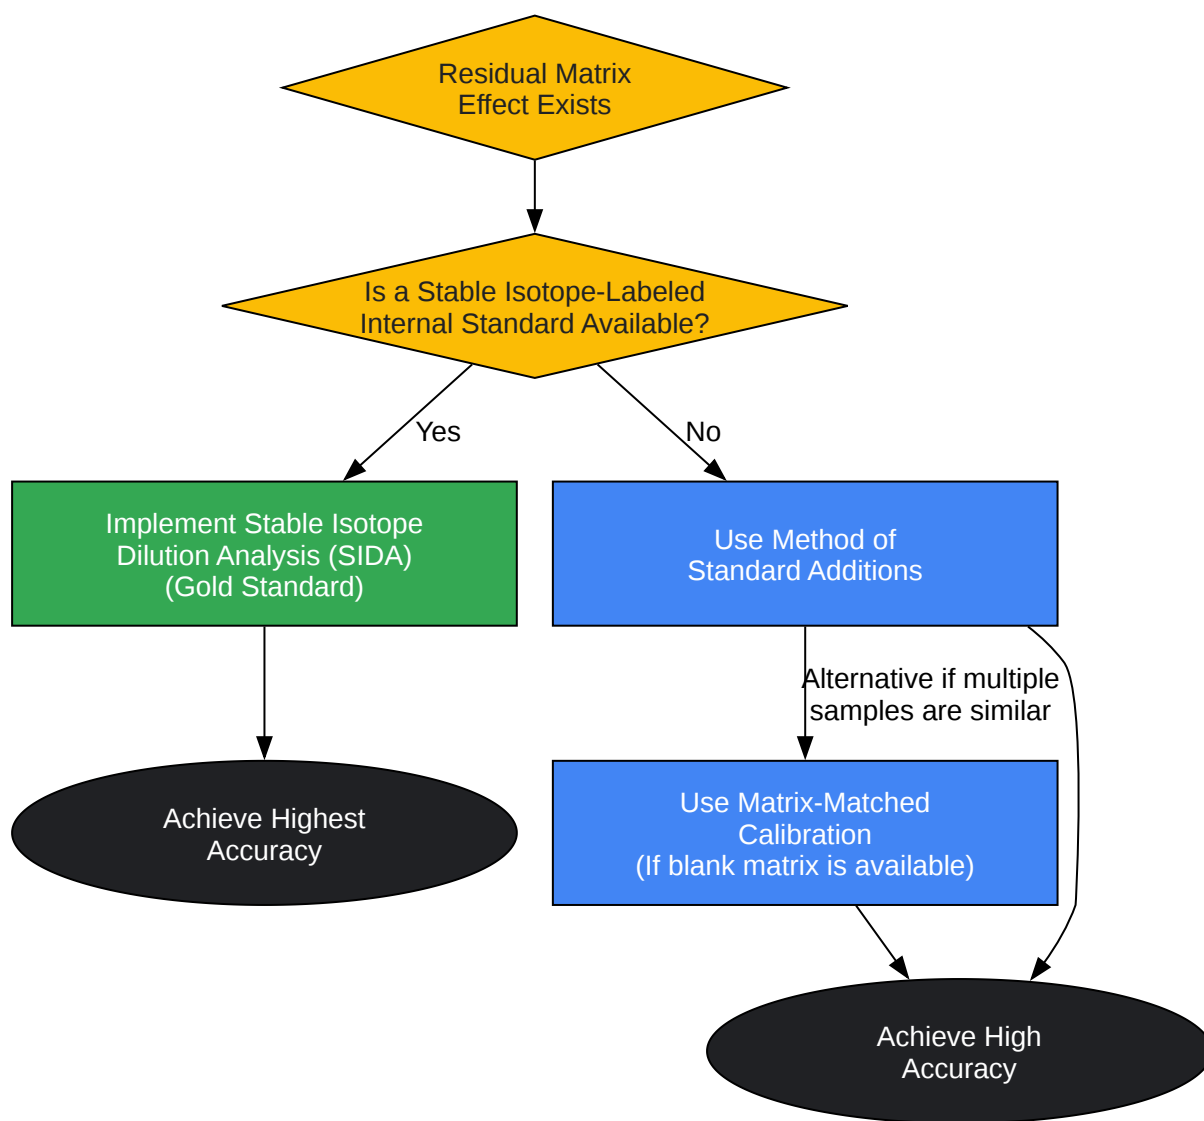 Residual Matrix
Effect Exists
Is a Stable Isotope-Labeled
Internal Standard Available?
Yes
No
Implement Stable Isotope
Dilution Analysis (SIDA)
(Gold Standard)
Use Method of
Standard Additions
Alternative if multiple
samples are similar
Achieve Highest
Accuracy
Use Matrix-Matched
Calibration
(If blank matrix is available)
Achieve High
Accuracy